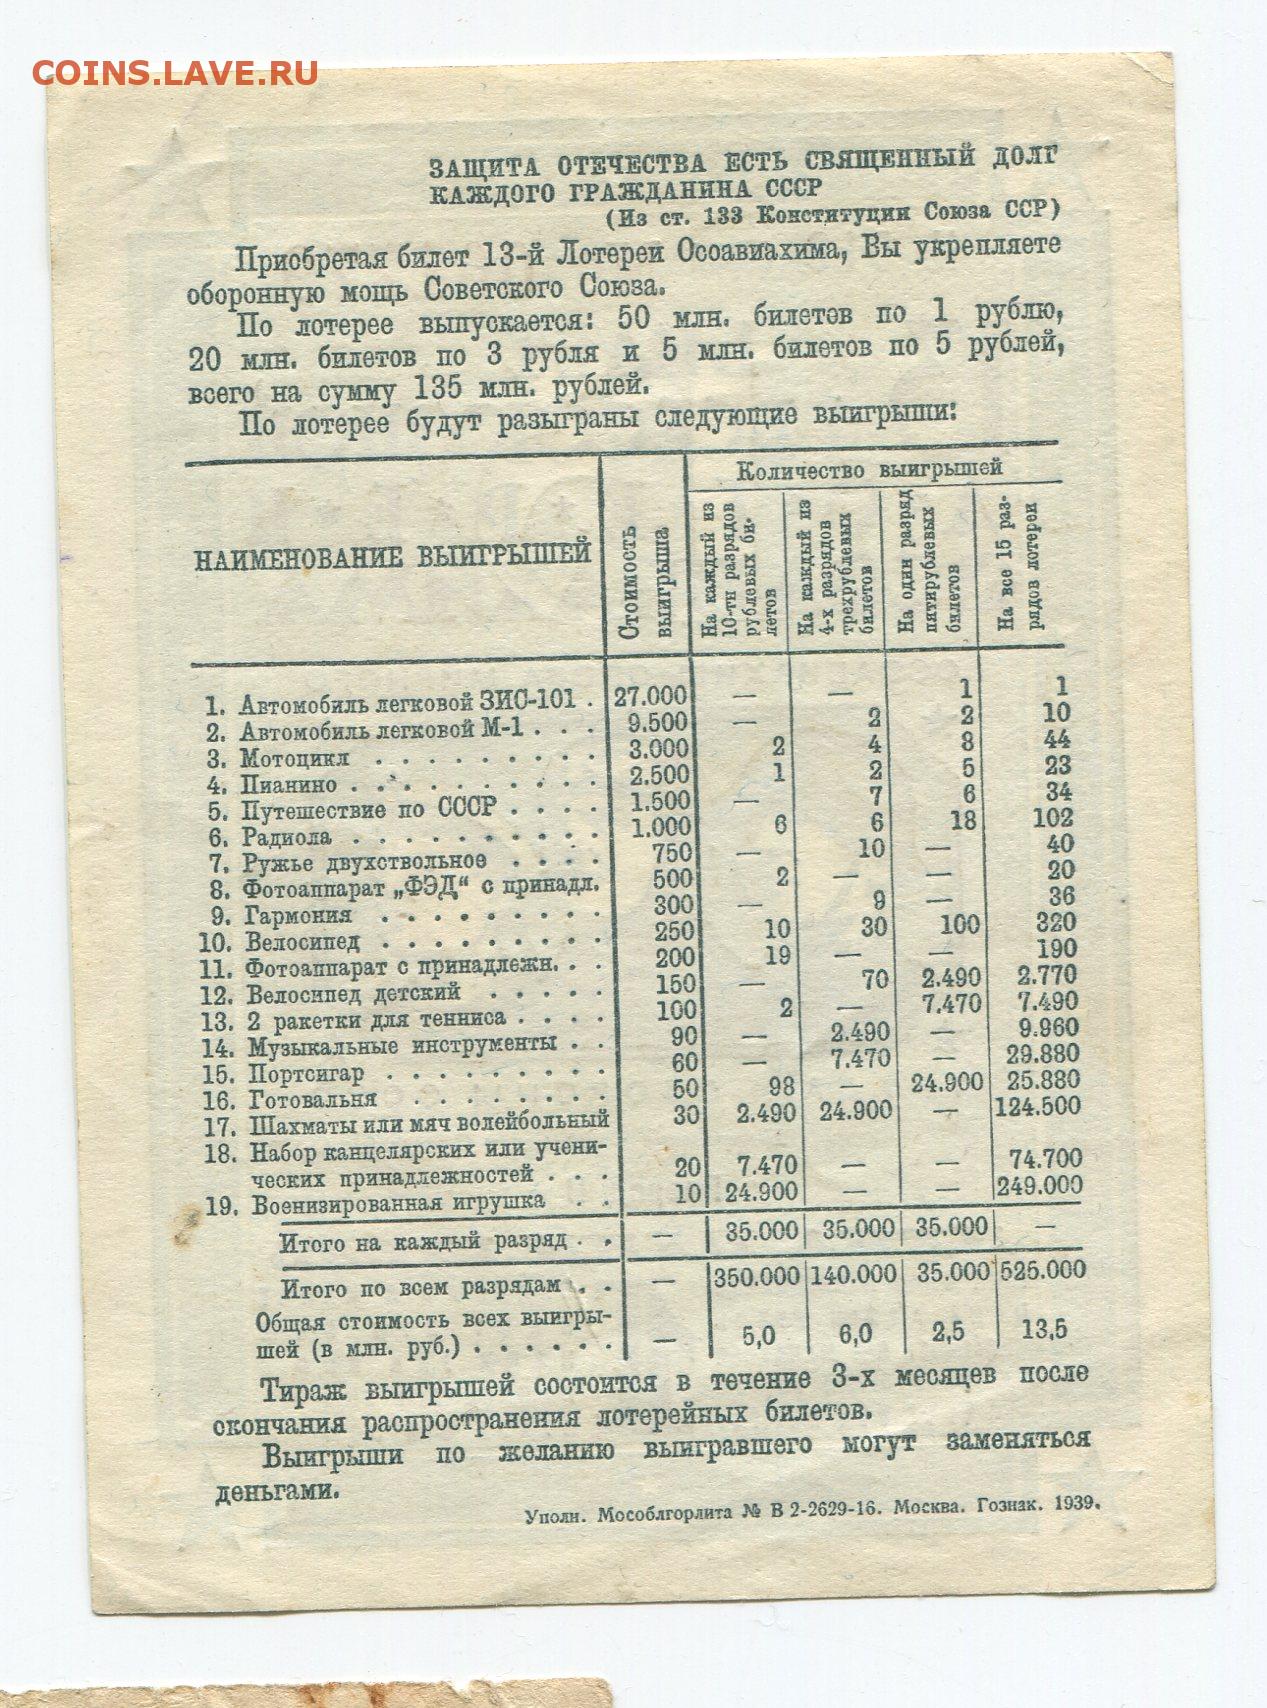 COINS.LAVE.RU
ЗАЩИТА ОТЕЧЕСТВА ЕСТЬ СВЯЩЕННЫЙ ДОЛГ
КАЖДОГО ГРАЖДАНИНА СССР
(Из ст. 133 Конституции Союза ССР)
Приобретая билет 13-й Лотереи Осоавиахима, Вы укрепляете
оборонную мощь Советского Союза.
По лотерее выпускается: 50 млн. билетов по 1 рублю,
20 млн. билетов по 3 рубля и 5 млн. билетов по 5 рублей,
всего на сумму 135 млн. рублей.
По лотерее будут разыграны следующие выигрыши:
НАИМЕНОВАНИЕ ВЫИГРЫШЕЙ
Стоимость
выигрыша
Количество выигрышей
На каждый из
10-ти разрядов
рублевых би-
летов
На каждый из
4-х разрядов
трехрублевых
билетов
На один разряд
пятирублевых
билетов
На все 15 раз-
рядов лотереи
1. Автомобиль легковой ЗИС-101 . 27.000 — — 1 1
2. Автомобиль легковой М-1 . . . 9.500 — 2 2 10
3. Мотоцикл . . . . . . . . . 3.000 2 4 8 44
4. Пианино . . . . . . . . . . 2.500 1 2 5 23
5. Путешествие по СССР . . . . 1.500 — 7 6 34
6. Радиола . . . . . . . . . . 1.000 6 6 18 102
7. Ружье двухствольное . . . . 750 — 10 — 40
8. Фотоаппарат „ФЭД“ с принадл. 500 2 — — 20
9. Гармония . . . . . . . . . 300 — 9 — 36
10. Велосипед . . . . . . . . . 250 10 30 100 320
11. Фотоаппарат с принадлежн. . . 200 19 — — 190
12. Велосипед детский . . . . . 150 — 70 2.490 2.770
13. 2 ракетки для тенниса . . . . 100 2 — 7.470 7.490
14. Музыкальные инструменты . . 90 — 2.490 — 9.960
15. Портсигар . . . . . . . . . 60 — 7.470 — 29.880
16. Готовальня . . . . . . . . 50 98 — 24.900 25.880
17. Шахматы или мяч волейбольный 30 2.490 24.900 — 124.500
18. Набор канцелярских или учени-
ческих принадлежностей . . . 20 7.470 — — 74.700
19. Военизированная игрушка . . 10 24.900 — — 249.000
Итого на каждый разряд . . — 35.000 35.000 35.000 —
Итого по всем разрядам . . — 350.000 140.000 35.000 525.000
Общая стоимость всех выигры-
шей (в млн. руб.) . . . . . . — 5,0 6,0 2,5 13,5
Тираж выигрышей состоится в течение 3-х месяцев после
окончания распространения лотерейных билетов.
Выигрыши по желанию выигравшего могут заменяться
деньгами.
Уполн. Мособлгорлита № В 2-2629-16. Москва. Гознак. 1939.